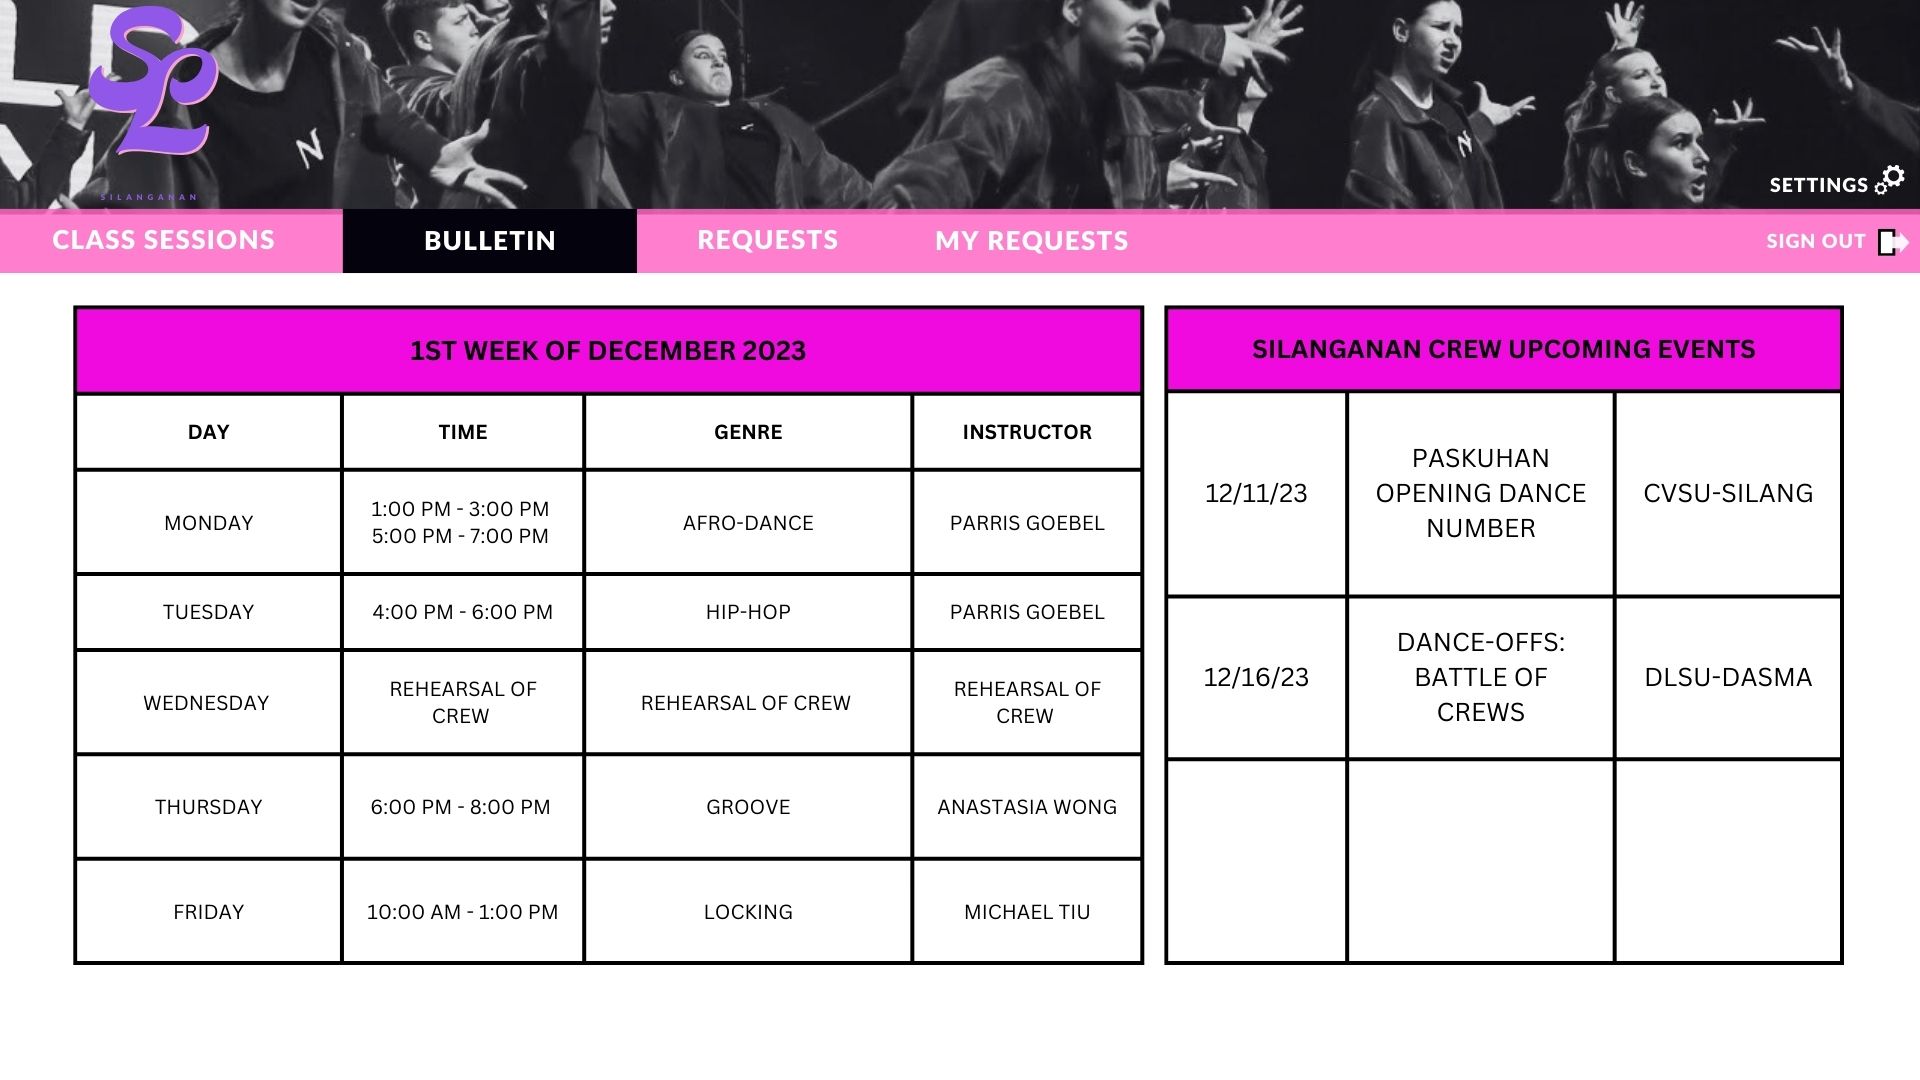 SL
SILANGANAN
N
N
SETTINGS
CLASS SESSIONS
BULLETIN
REQUESTS
MY REQUESTS
SIGN OUT
1ST WEEK OF DECEMBER 2023
DAY
TIME
GENRE
INSTRUCTOR
MONDAY
1:00 PM - 3:00 PM
5:00 PM - 7:00 PM
AFRO-DANCE
PARRIS GOEBEL
TUESDAY
4:00 PM - 6:00 PM
HIP-HOP
PARRIS GOEBEL
WEDNESDAY
REHEARSAL OF
CREW
REHEARSAL OF CREW
REHEARSAL OF
CREW
THURSDAY
6:00 PM - 8:00 PM
GROOVE
ANASTASIA WONG
FRIDAY
10:00 AM - 1:00 PM
LOCKING
MICHAEL TIU
SILANGANAN CREW UPCOMING EVENTS
12/11/23
PASKUHAN
OPENING DANCE
NUMBER
CVSU-SILANG
12/16/23
DANCE-OFFS:
BATTLE OF
CREWS
DLSU-DASMA